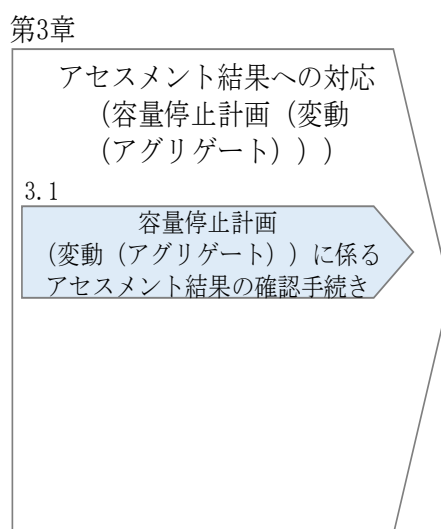 第3章
アセスメント結果への対応
（容量停止計画（変動
（アグリゲート）））
3.1
容量停止計画
（変動（アグリゲート））に係る
アセスメント結果の確認手続き